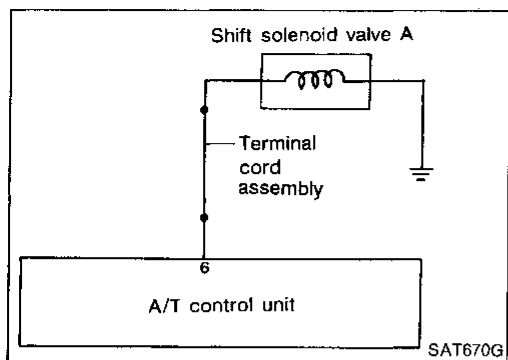 Shift solenoid valve A
Terminal
cord
assembly
6
A/T control unit
SAT670G